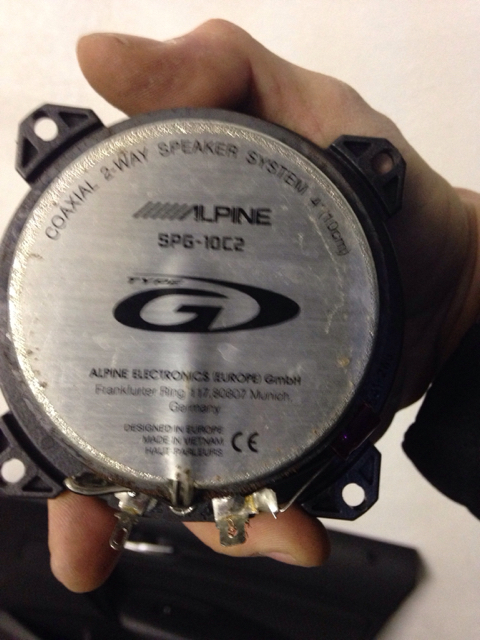 COAXIAL 2-WAY SPEAKER SYSTEM 4"(10cm)
ALPINE
SPG-10C2
TYPE
G
ALPINE ELECTRONICS (EUROPE) GmbH
Frankfurter Ring 117,80807 Munich
Germany
DESIGNED IN EUROPE
MADE IN VIETNAM
HAUT-PARLEURS
CE